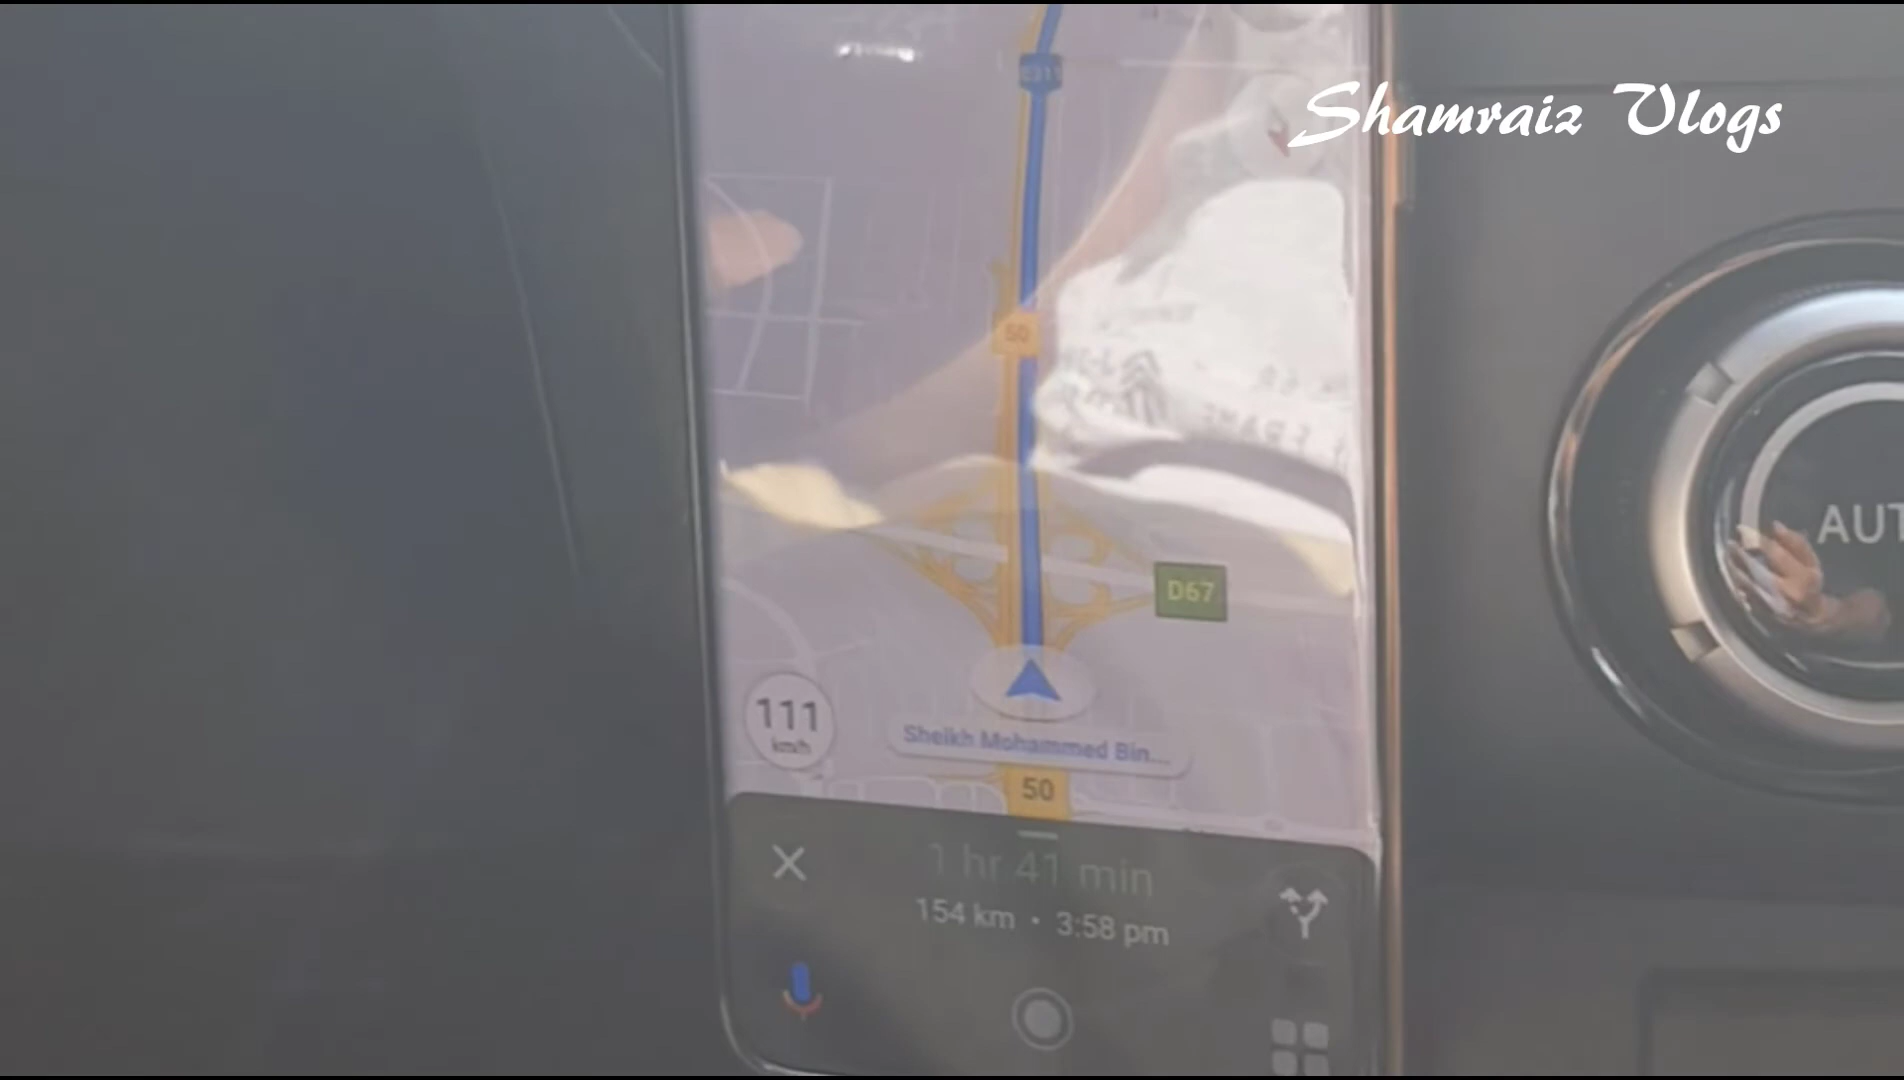 E311
Shamraiz Vlogs
50
AUT
D67
111
km/h
Sheikh Mohammed Bin...
50
1 hr 41 min
154 km • 3:58 pm